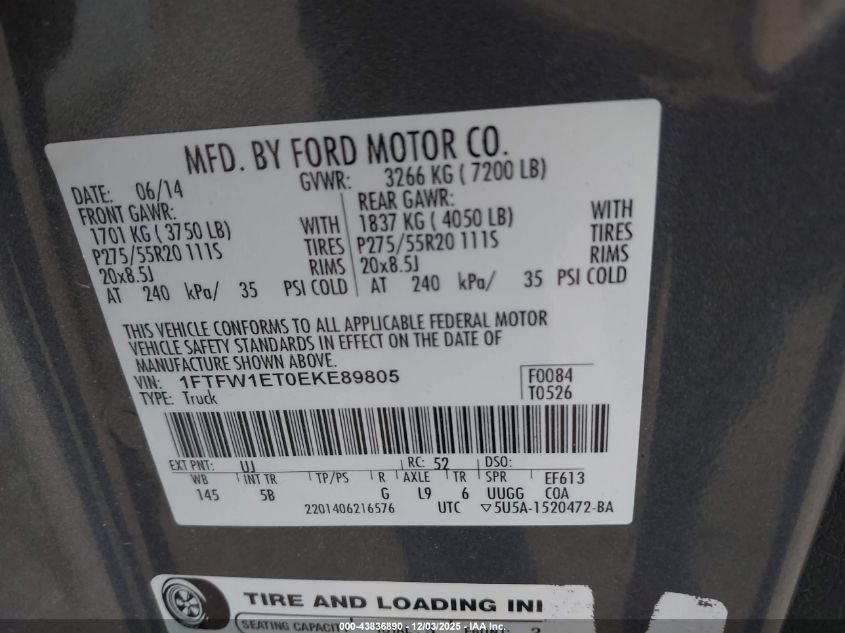 MFD. BY FORD MOTOR CO.
DATE: 06/14 GVWR: 3266 KG ( 7200 LB)
FRONT GAWR: REAR GAWR:
1701 KG ( 3750 LB) WITH 1837 KG ( 4050 LB) WITH
P275/55R20 111S TIRES P275/55R20 111S TIRES
20x8.5J RIMS 20x8.5J RIMS
AT 240 kPa/ 35 PSI COLD AT 240 kPa/ 35 PSI COLD
THIS VEHICLE CONFORMS TO ALL APPLICABLE FEDERAL MOTOR
VEHICLE SAFETY STANDARDS IN EFFECT ON THE DATE OF
MANUFACTURE SHOWN ABOVE.
VIN: 1FTFW1ET0EKE89805 F0084
TYPE: Truck T0526
EXT PNT: UJ RC: 52 DSO:
WB INT TR TP/PS R AXLE TR SPR EF613
145 5B G L9 6 UUGG COA
2201406216576 UTC ▽5U5A-1520472-BA
TIRE AND LOADING INI
SEATING CAPACIT
000-43836890 - 12/03/2025 - IAA Inc.